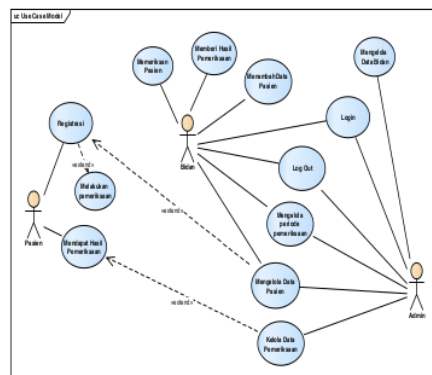 uc UseCaseModel
Memeriksan
Pasien
Memberi Hasil
Pemeriksaan
Menambah Data
Pasien
Mengelola
Data Bidan
Registrasi
Login
Bidan
«extend»
Log Out
Melakukan
pemeriksaan
Mengelola
periode
pemeriksaan
Pasien
Mendapat Hasil
Pemeriksaan
«extend»
Mengelola Data
Pasien
Admin
«extend»
Kelola Data
Pemeriksaan